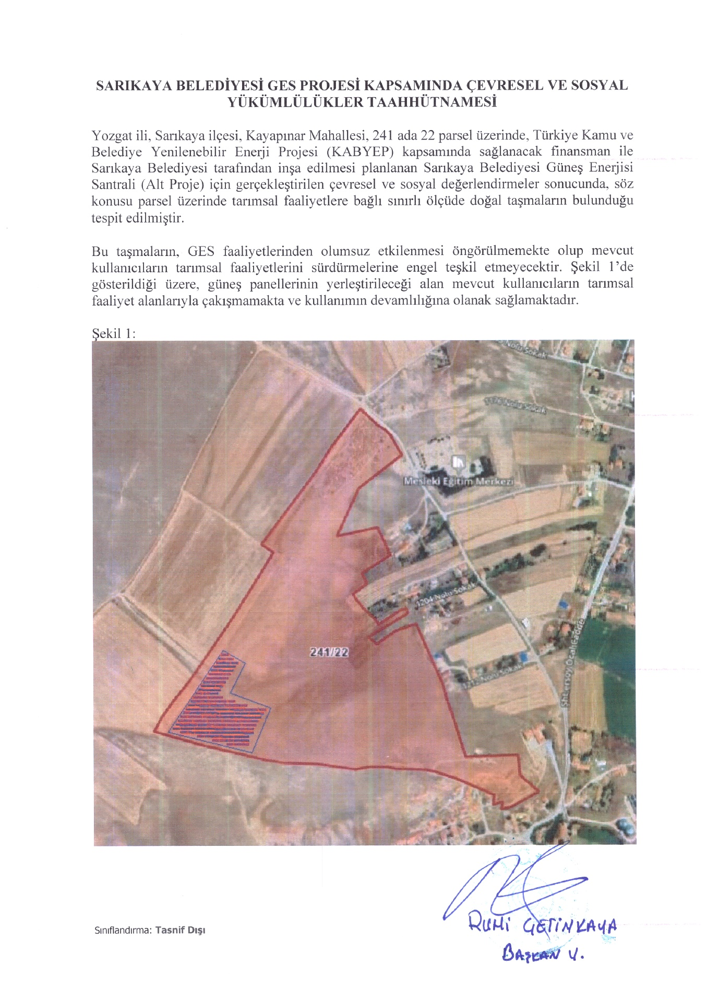 SARIKAYA BELEDİYESİ GES PROJESİ KAPSAMINDA ÇEVRESEL VE SOSYAL
YÜKÜMLÜLÜKLER TAAHHÜTNAMESİ
Yozgat ili, Sarıkaya ilçesi, Kayapınar Mahallesi, 241 ada 22 parsel üzerinde, Türkiye Kamu ve
Belediye Yenilenebilir Enerji Projesi (KABYEP) kapsamında sağlanacak finansman ile
Sarıkaya Belediyesi tarafından inşa edilmesi planlanan Sarıkaya Belediyesi Güneş Enerjisi
Santrali (Alt Proje) için gerçekleştirilen çevresel ve sosyal değerlendirmeler sonucunda, söz
konusu parsel üzerinde tarımsal faaliyetlere bağlı sınırlı ölçüde doğal taşmaların bulunduğu
tespit edilmiştir.
Bu taşmaların, GES faaliyetlerinden olumsuz etkilenmesi öngörülmemekte olup mevcut
kullanıcıların tarımsal faaliyetlerini sürdürmelerine engel teşkil etmeyecektir. Şekil 1’de
gösterildiği üzere, güneş panellerinin yerleştirileceği alan mevcut kullanıcıların tarımsal
faaliyet alanlarıyla çakışmamakta ve kullanımın devamlılığına olanak sağlamaktadır.
Şekil 1:
Nolu Sokak
1176 Nolu Sokak
Mesleki Eğitim Merkezi
1204 Nolu Sokak
241/22
1212 Nolu Sokak
Sht. ersoy Ocak Cadde
RUHİ ÇETİNKAYA
BAŞKAN V.
Sınıflandırma: Tasnif Dışı